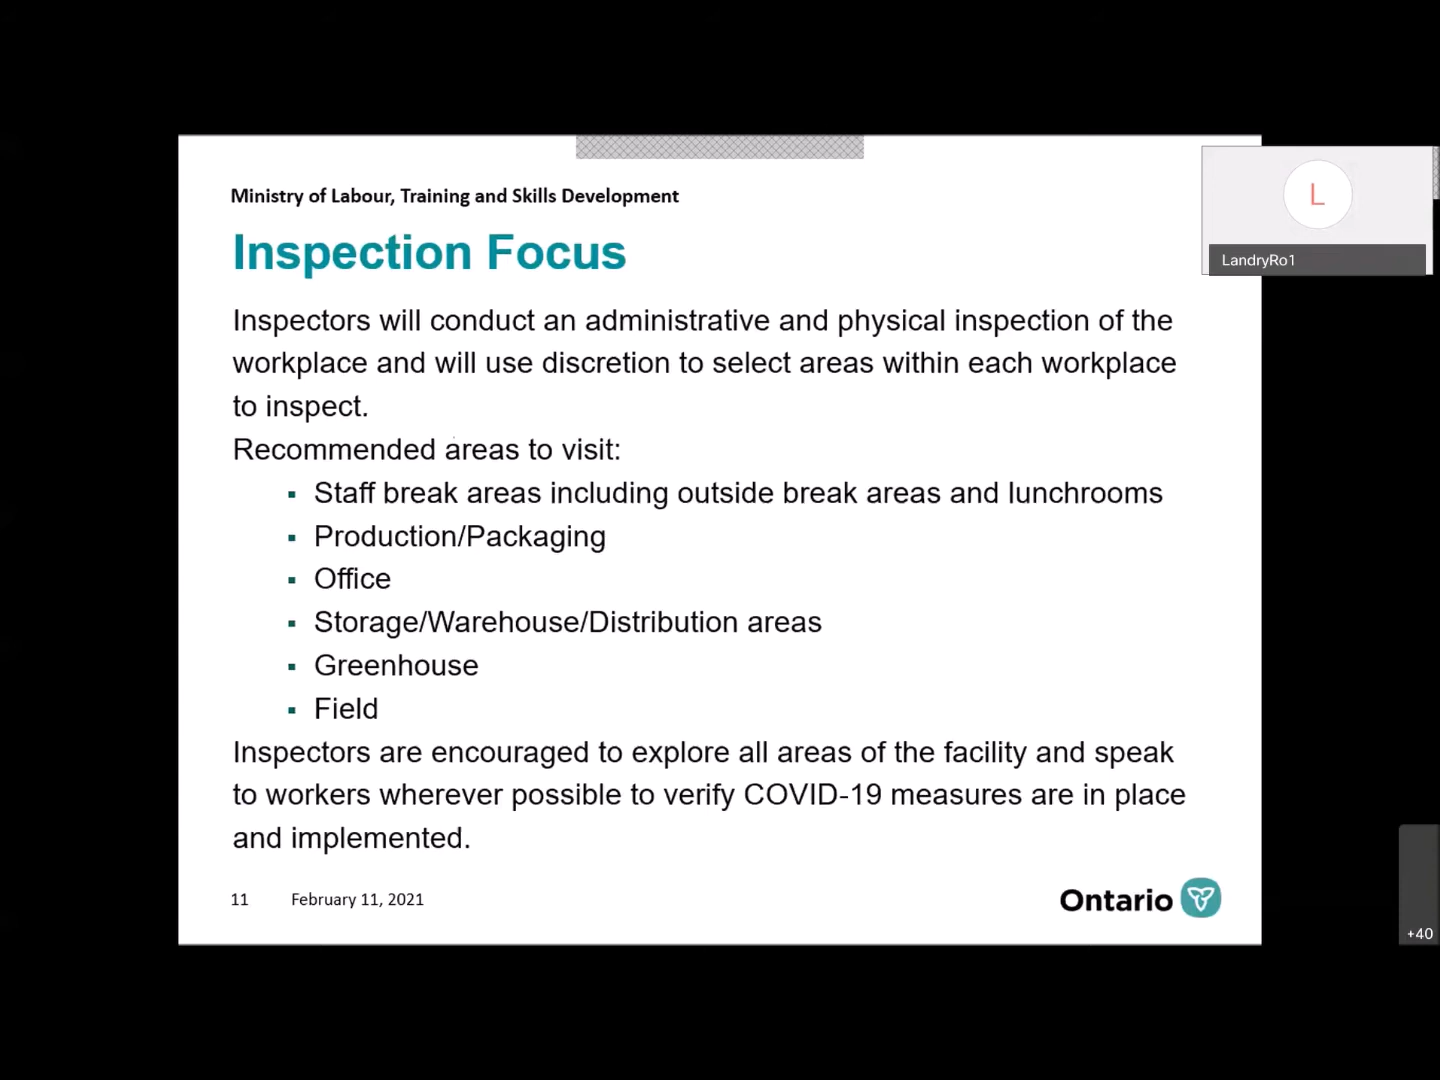 Ministry of Labour, Training and Skills Development
Inspection Focus
L
LandryRo1
Inspectors will conduct an administrative and physical inspection of the
workplace and will use discretion to select areas within each workplace
to inspect.
Recommended areas to visit:
▪ Staff break areas including outside break areas and lunchrooms
▪ Production/Packaging
▪ Office
▪ Storage/Warehouse/Distribution areas
▪ Greenhouse
▪ Field
Inspectors are encouraged to explore all areas of the facility and speak
to workers wherever possible to verify COVID-19 measures are in place
and implemented.
11 February 11, 2021
Ontario
+40